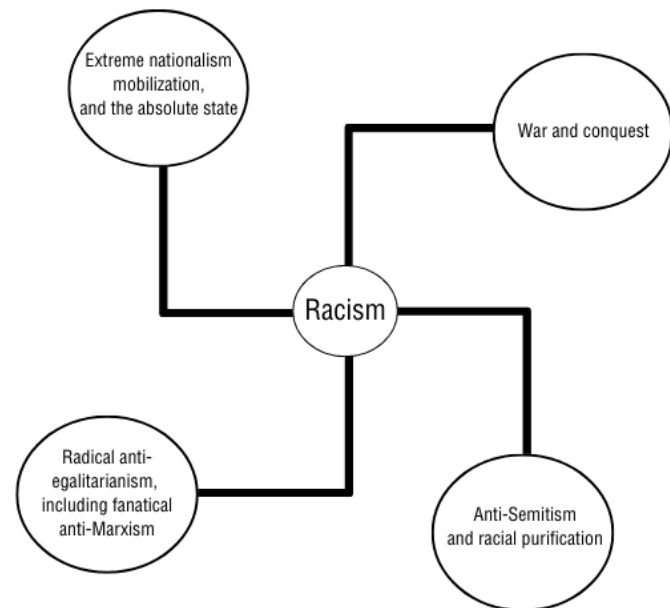 Extreme nationalism
mobilization,
and the absolute state
War and conquest
Racism
Radical anti-
egalitarianism,
including fanatical
anti-Marxism
Anti-Semitism
and racial purification